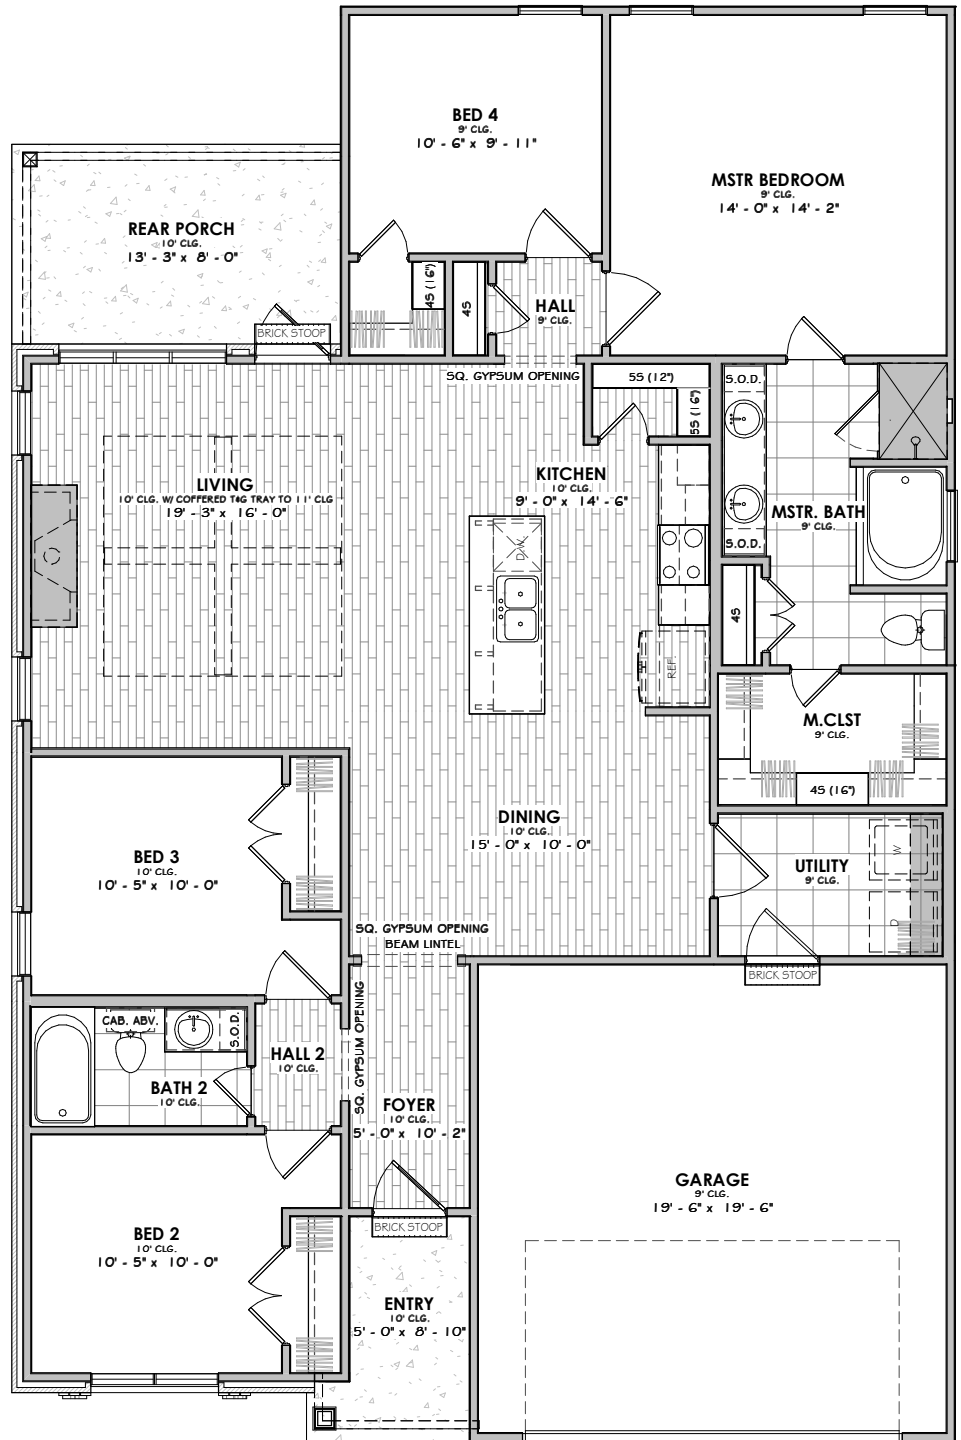 BED 4
9' CLG.
10' - 6" x 9' - 11"
MSTR BEDROOM
9' CLG.
14' - 0" x 14' - 2"
REAR PORCH
10' CLG.
13' - 3" x 8' - 0"
BRICK STOOP
4S (16")
4S
HALL
9' CLG.
SQ. GYPSUM OPENING
5S (12")
5S (16")
S.O.D.
LIVING
10' CLG. W/ COFFERED T&G TRAY TO 11' CLG
19' - 3" x 16' - 0"
KITCHEN
10' CLG.
9' - 0" x 14' - 6"
D.W.
MSTR. BATH
9' CLG.
S.O.D.
4S
REF.
M.CLST
9' CLG.
4S (16")
DINING
10' CLG.
15' - 0" x 10' - 0"
UTILITY
9' CLG.
W
D
BED 3
10' CLG.
10' - 5" x 10' - 0"
SQ. GYPSUM OPENING
BEAM LINTEL
BRICK STOOP
SQ. GYPSUM OPENING
CAB. ABV.
S.O.D.
HALL 2
10' CLG.
BATH 2
10' CLG.
FOYER
10' CLG.
5' - 0" x 10' - 2"
GARAGE
9' CLG.
19' - 6" x 19' - 6"
BRICK STOOP
BED 2
10' CLG.
10' - 5" x 10' - 0"
ENTRY
10' CLG.
5' - 0" x 8' - 10"